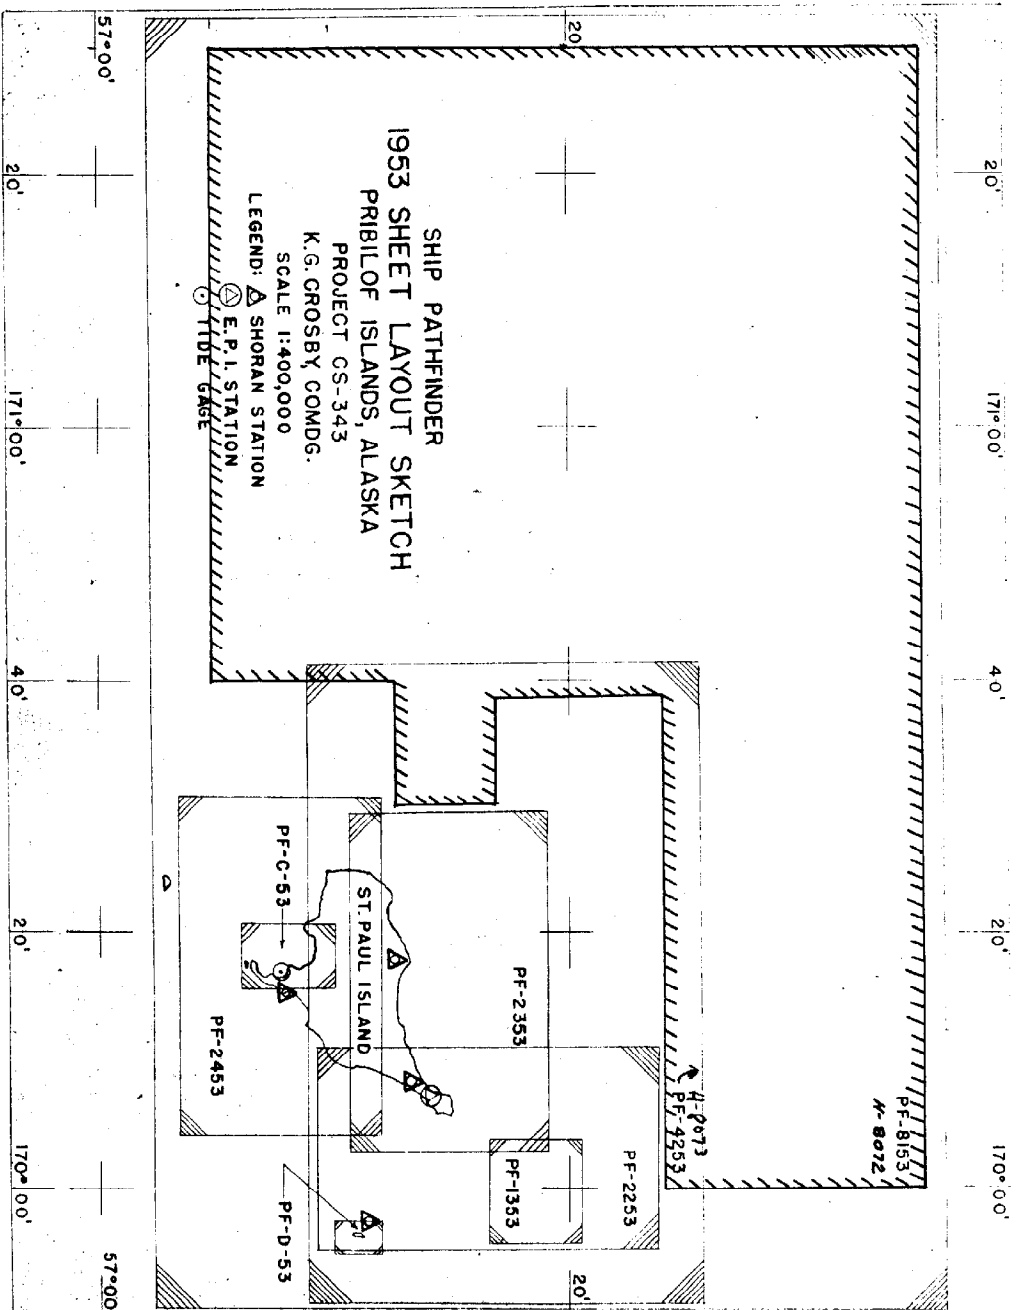 SHIP PATHFINDER
1953 SHEET LAYOUT SKETCH
PRIBILOF ISLANDS, ALASKA
PROJECT CS-343
K.G. CROSBY, COMDG.
SCALE 1:400,000
LEGEND: SHORAN STATION
E.P.I. STATION
TIDE GAGE
20'
171°00'
40'
20'
170°00'
PF-8153
H-8072
H-8073
PF-4253
PF-2253
PF-1353
PF-2353
ST. PAUL ISLAND
PF-C-53
PF-2453
PF-D-53
20
20'
57°00'
57°00
20'
171°00'
40'
20'
170°00'